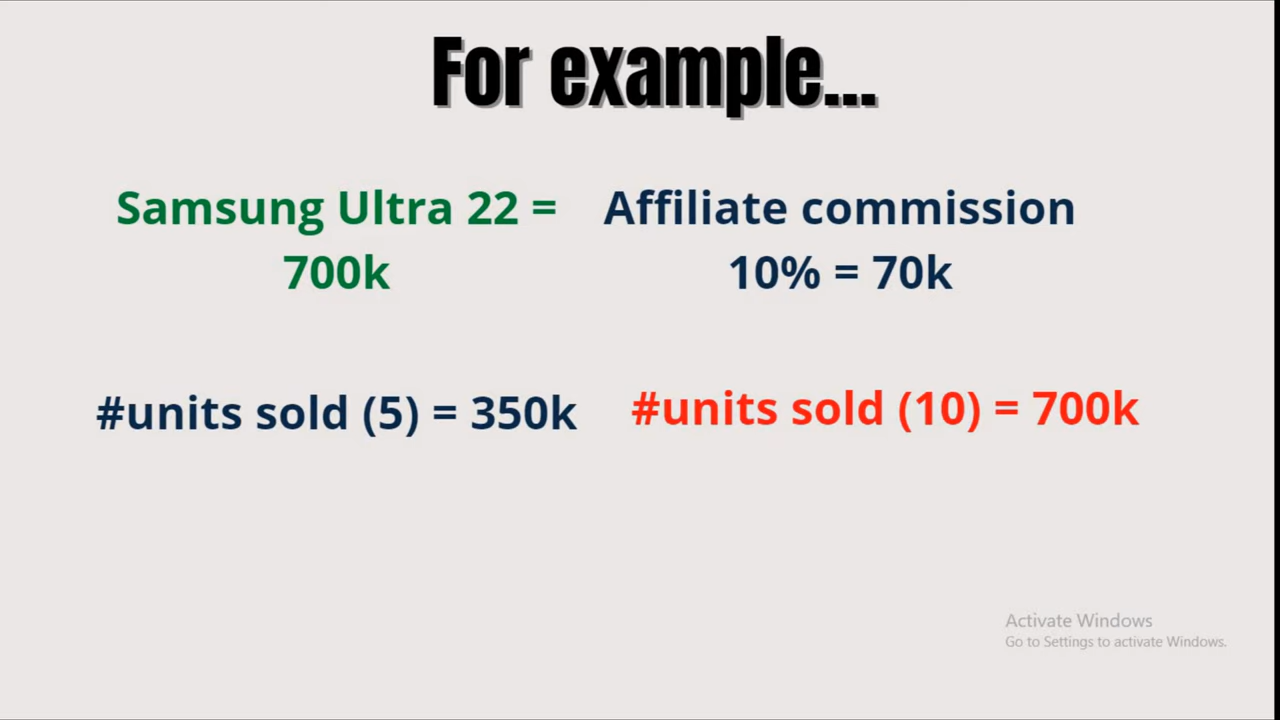 For example...
Samsung Ultra 22 =
700k
Affiliate commission
10% = 70k
#units sold (5) = 350k
#units sold (10) = 700k
Activate Windows
Go to Settings to activate Windows.